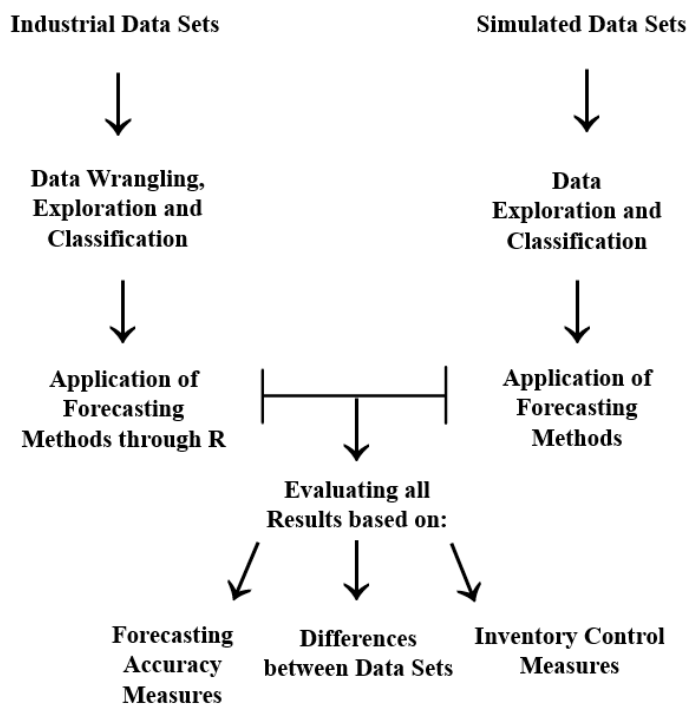 Industrial Data Sets
Simulated Data Sets
Data Wrangling,
Exploration and
Classification
Data
Exploration and
Classification
Application of
Forecasting
Methods through R
Application of
Forecasting
Methods
Evaluating all
Results based on:
Forecasting
Accuracy
Measures
Differences
between Data Sets
Inventory Control
Measures